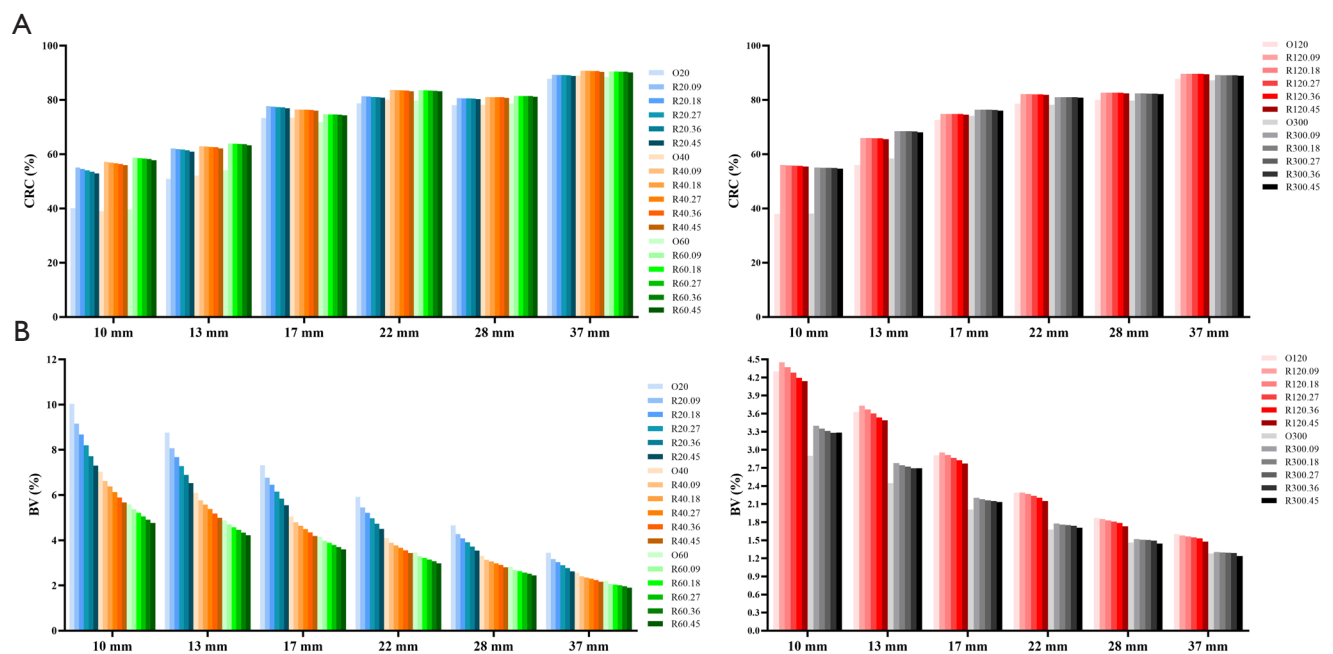 A
CRC (%)
100
80
60
40
20
0
10 mm
13 mm
17 mm
22 mm
28 mm
37 mm
O20
R20.09
R20.18
R20.27
R20.36
R20.45
O40
R40.09
R40.18
R40.27
R40.36
R40.45
O60
R60.09
R60.18
R60.27
R60.36
R60.45
CRC (%)
100
80
60
40
20
0
10 mm
13 mm
17 mm
22 mm
28 mm
37 mm
O120
R120.09
R120.18
R120.27
R120.36
R120.45
O300
R300.09
R300.18
R300.27
R300.36
R300.45
B
BV (%)
12
10
8
6
4
2
0
10 mm
13 mm
17 mm
22 mm
28 mm
37 mm
O20
R20.09
R20.18
R20.27
R20.36
R20.45
O40
R40.09
R40.18
R40.27
R40.36
R40.45
O60
R60.09
R60.18
R60.27
R60.36
R60.45
BV (%)
4.5
4.2
3.9
3.6
3.3
3.0
2.7
2.4
2.1
1.8
1.5
1.2
0.9
0.6
0.3
0.0
10 mm
13 mm
17 mm
22 mm
28 mm
37 mm
O120
R120.09
R120.18
R120.27
R120.36
R120.45
O300
R300.09
R300.18
R300.27
R300.36
R300.45